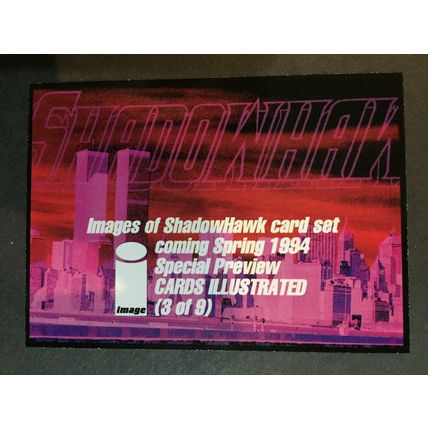 SHADOWHAWK
Images of ShadowHawk card set
coming Spring 1994
Special Preview
CARDS ILLUSTRATED
(3 of 9)
image